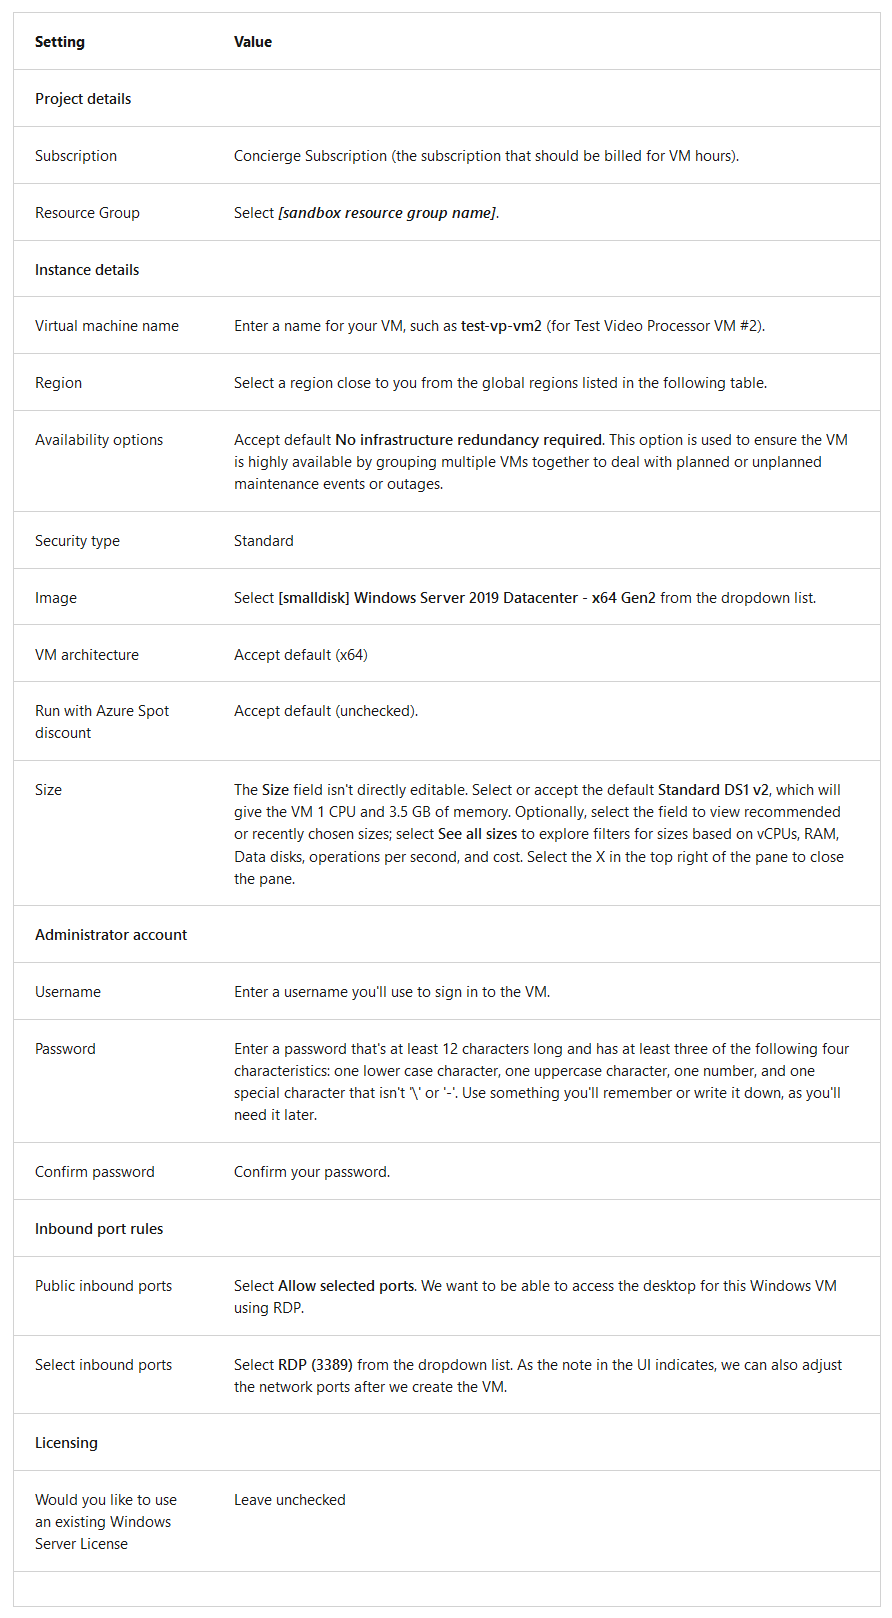 Setting Value
Project details
Subscription Concierge Subscription (the subscription that should be billed for VM hours).
Resource Group Select [sandbox resource group name].
Instance details
Virtual machine name Enter a name for your VM, such as test-vp-vm2 (for Test Video Processor VM #2).
Region Select a region close to you from the global regions listed in the following table.
Availability options Accept default No infrastructure redundancy required. This option is used to ensure the VM
is highly available by grouping multiple VMs together to deal with planned or unplanned
maintenance events or outages.
Security type Standard
Image Select [smalldisk] Windows Server 2019 Datacenter - x64 Gen2 from the dropdown list.
VM architecture Accept default (x64)
Run with Azure Spot Accept default (unchecked).
discount
Size The Size field isn't directly editable. Select or accept the default Standard DS1 v2, which will
give the VM 1 CPU and 3.5 GB of memory. Optionally, select the field to view recommended
or recently chosen sizes; select See all sizes to explore filters for sizes based on vCPUs, RAM,
Data disks, operations per second, and cost. Select the X in the top right of the pane to close
the pane.
Administrator account
Username Enter a username you'll use to sign in to the VM.
Password Enter a password that's at least 12 characters long and has at least three of the following four
characteristics: one lower case character, one uppercase character, one number, and one
special character that isn't '\' or '-'. Use something you'll remember or write it down, as you'll
need it later.
Confirm password Confirm your password.
Inbound port rules
Public inbound ports Select Allow selected ports. We want to be able to access the desktop for this Windows VM
using RDP.
Select inbound ports Select RDP (3389) from the dropdown list. As the note in the UI indicates, we can also adjust
the network ports after we create the VM.
Licensing
Would you like to use Leave unchecked
an existing Windows
Server License